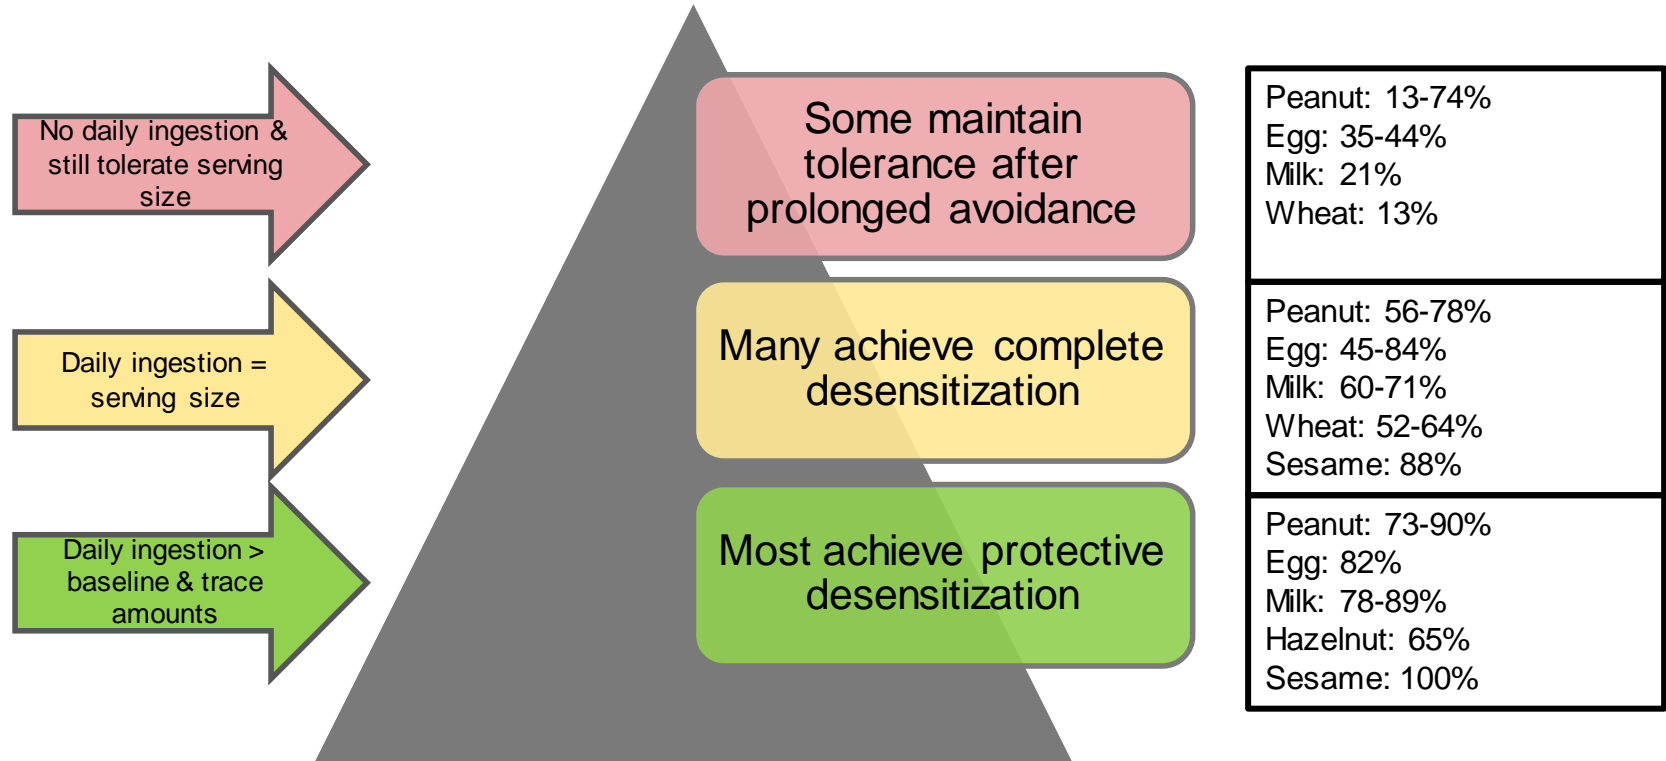 No daily ingestion &
still tolerate serving
size
Some maintain
tolerance after
prolonged avoidance
Peanut: 13-74%
Egg: 35-44%
Milk: 21%
Wheat: 13%
Daily ingestion =
serving size
Many achieve complete
desensitization
Peanut: 56-78%
Egg: 45-84%
Milk: 60-71%
Wheat: 52-64%
Sesame: 88%
Daily ingestion >
baseline & trace
amounts
Most achieve protective
desensitization
Peanut: 73-90%
Egg: 82%
Milk: 78-89%
Hazelnut: 65%
Sesame: 100%